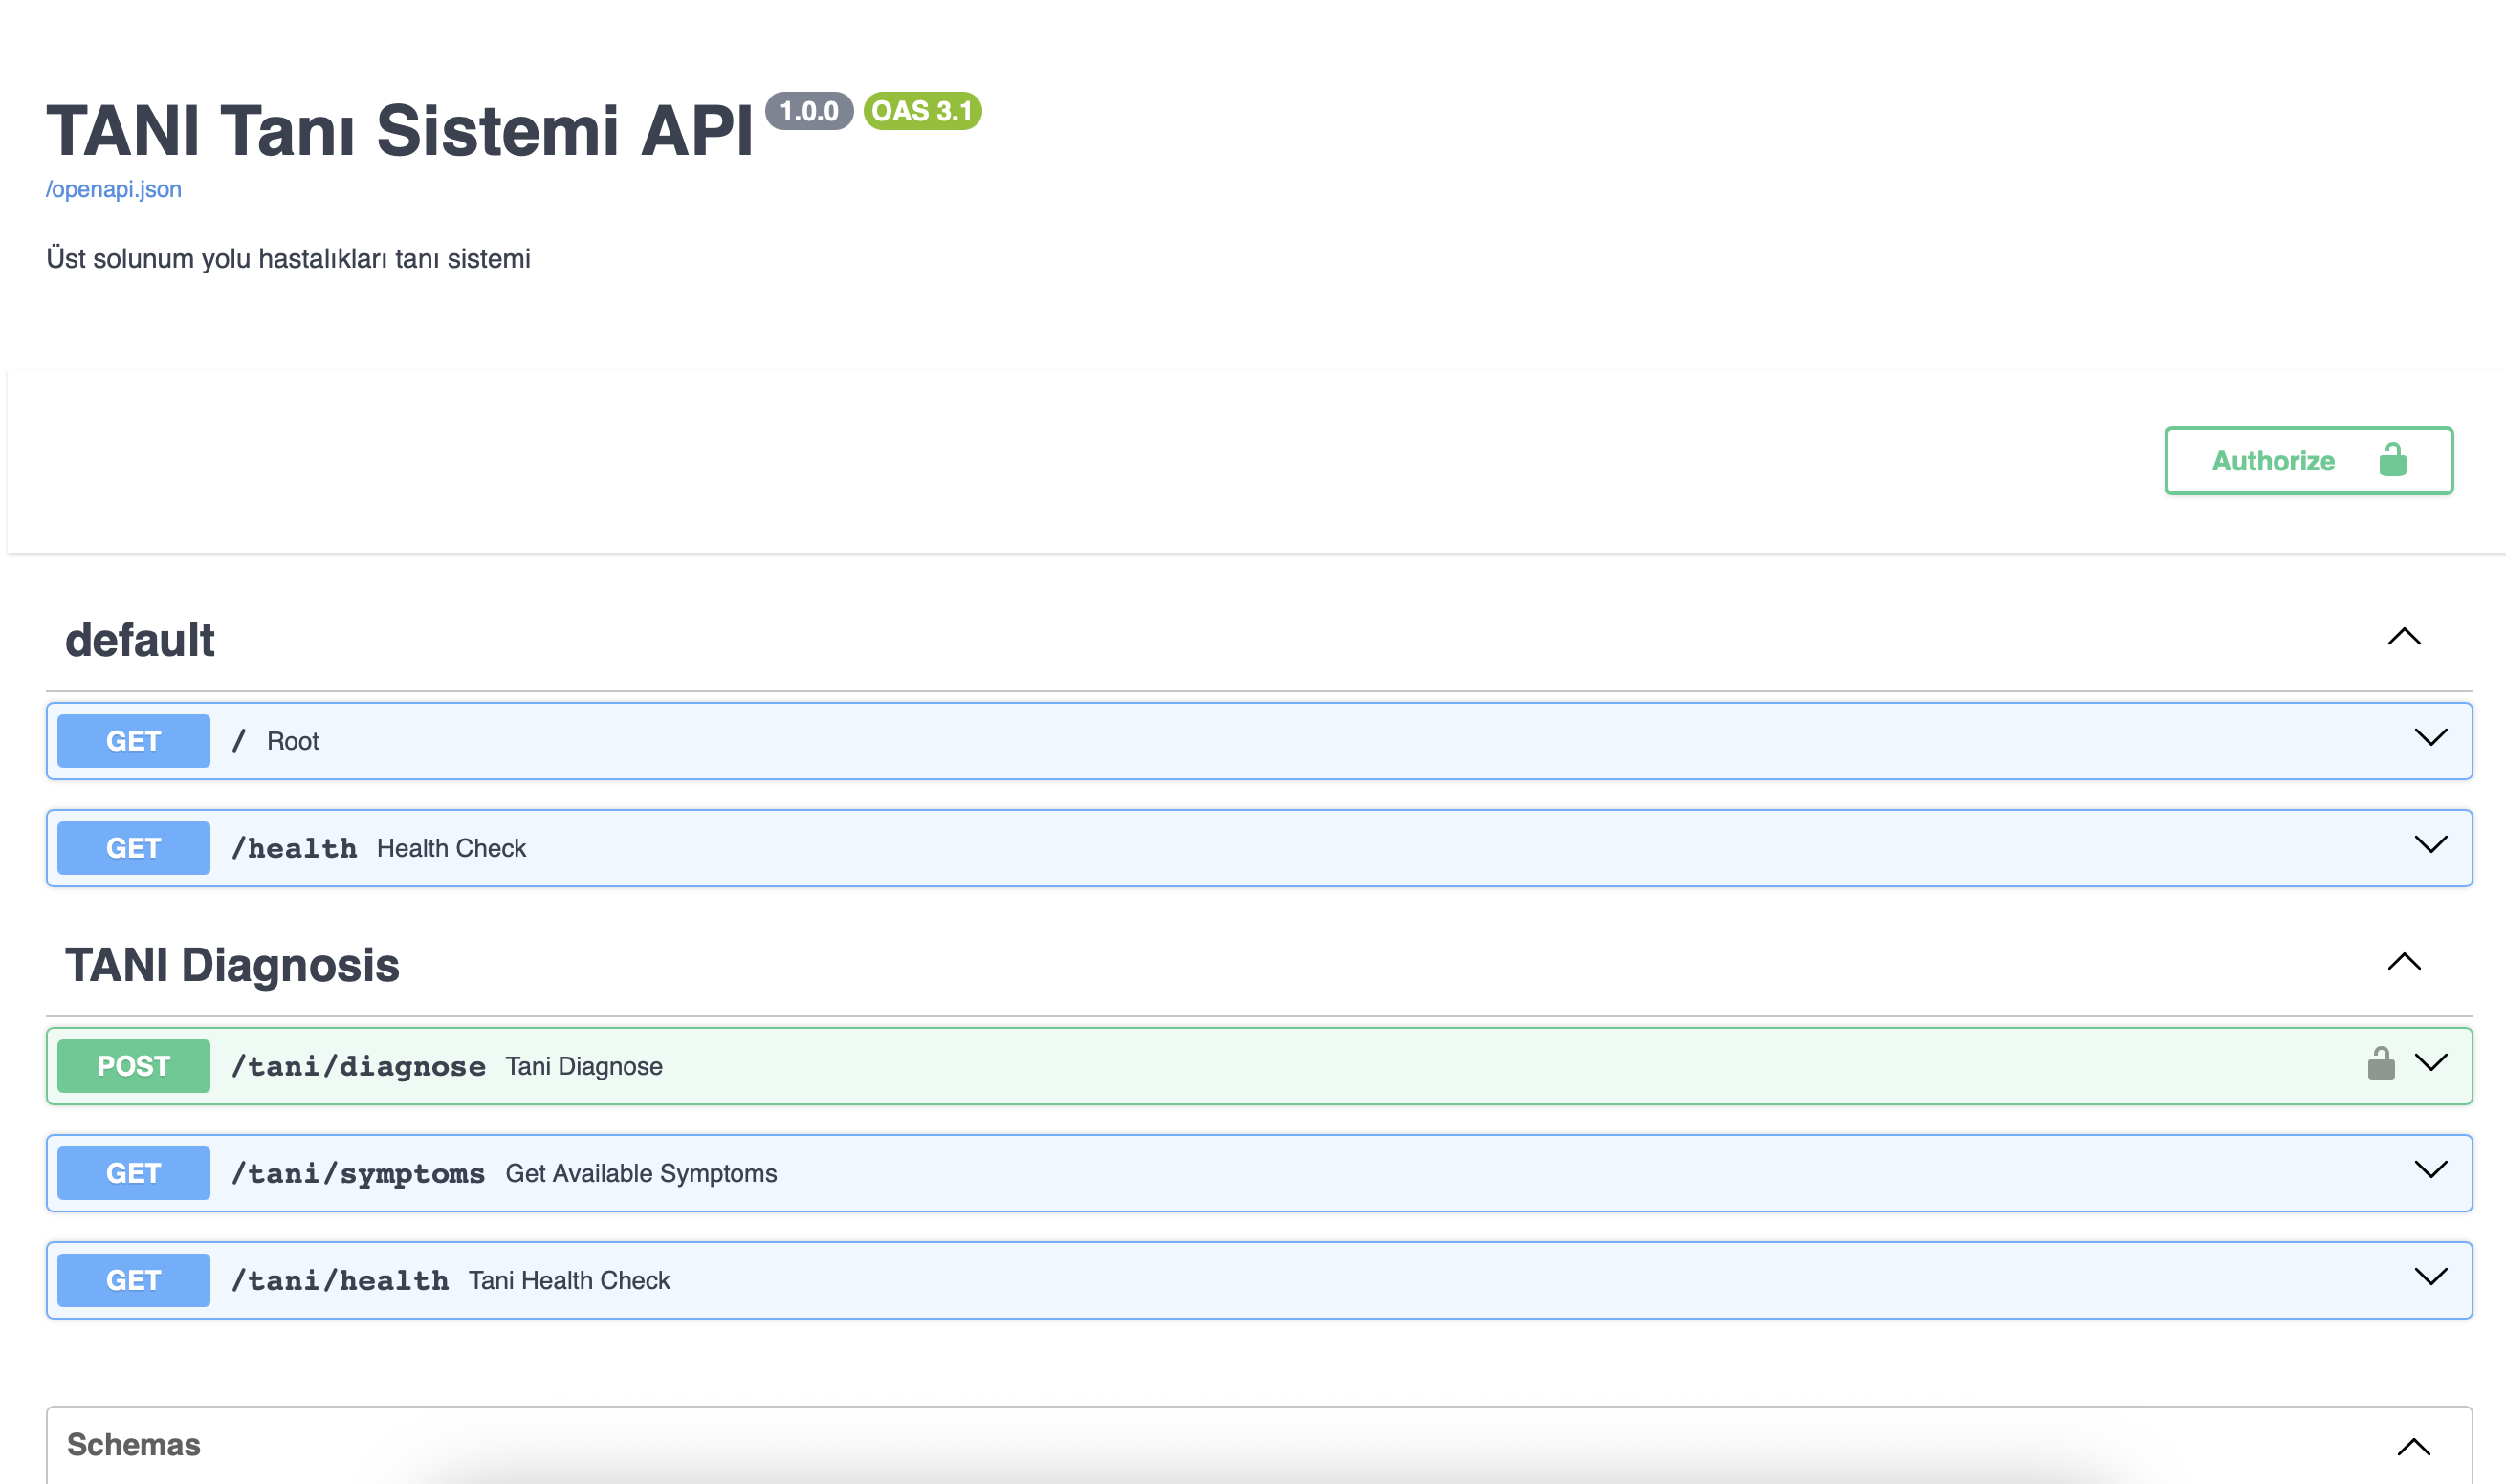 TANI Tanı Sistemi API 1.0.0 OAS 3.1
/openapi.json
Üst solunum yolu hastalıkları tanı sistemi
Authorize
default
GET / Root
GET /health Health Check
TANI Diagnosis
POST /tani/diagnose Tani Diagnose
GET /tani/symptoms Get Available Symptoms
GET /tani/health Tani Health Check
Schemas